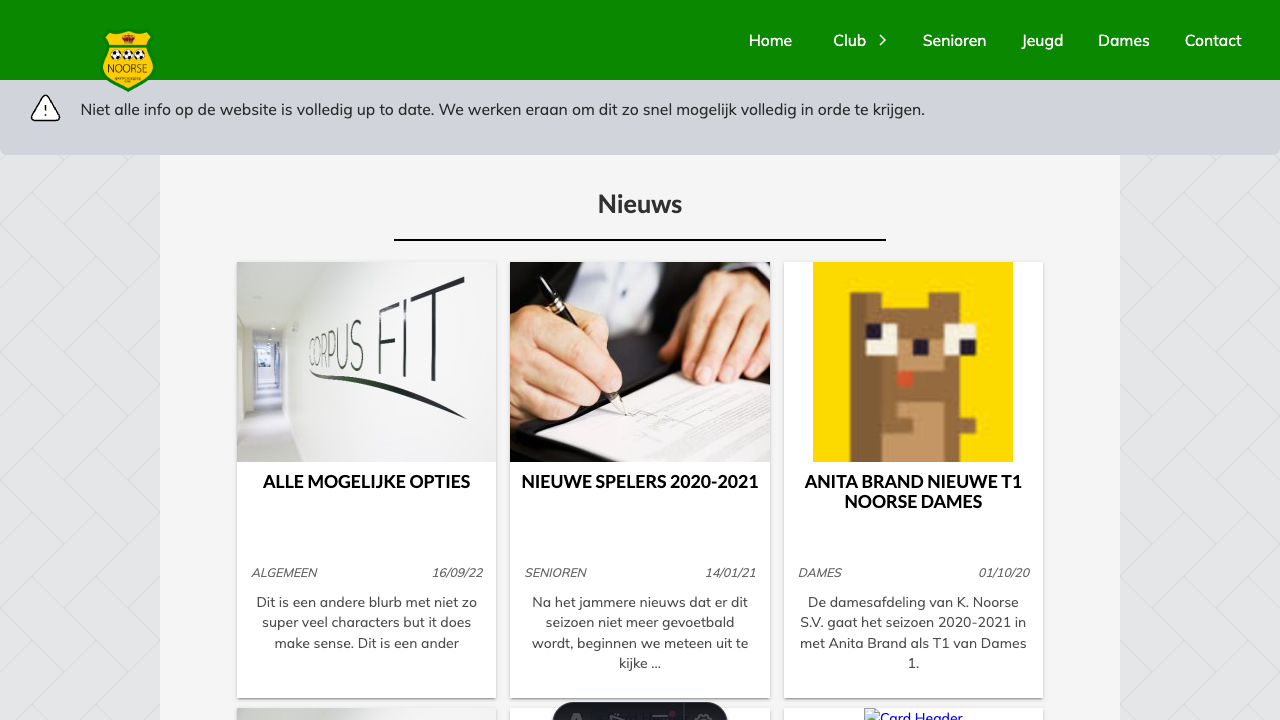 NOORSE
Home
Club
Senioren
Jeugd
Dames
Contact
Niet alle info op de website is volledig up to date. We werken eraan om dit zo snel mogelijk volledig in orde te krijgen.
Nieuws
CORPUS FIT
ALLE MOGELIJKE OPTIES
ALGEMEEN 16/09/22
Dit is een andere blurb met niet zo
super veel characters but it does
make sense. Dit is een ander
NIEUWE SPELERS 2020-2021
SENIOREN 14/01/21
Na het jammere nieuws dat er dit
seizoen niet meer gevoetbald
wordt, beginnen we meteen uit te
kijke ...
ANITA BRAND NIEUWE T1
NOORSE DAMES
DAMES 01/10/20
De damesafdeling van K. Noorse
S.V. gaat het seizoen 2020-2021 in
met Anita Brand als T1 van Dames
1.
Card Header